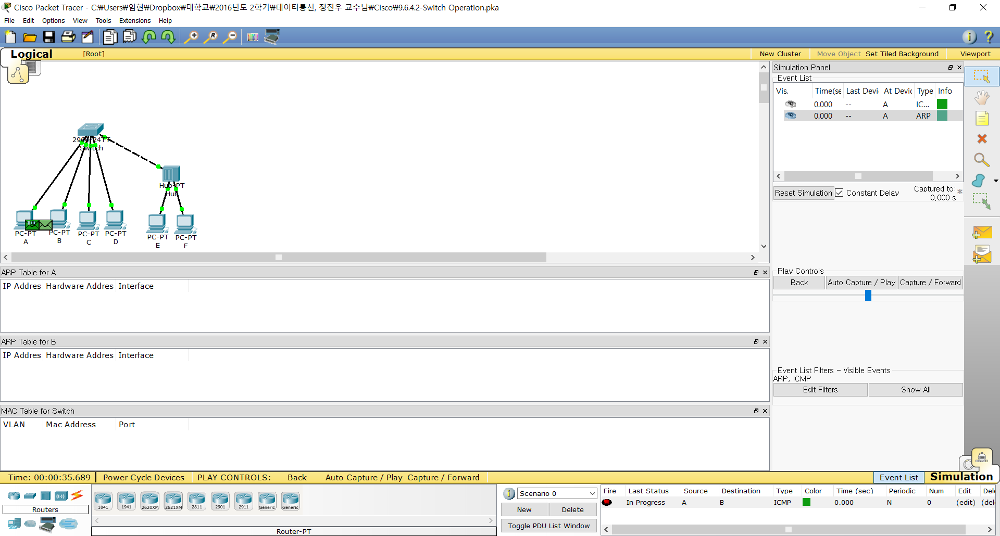 Cisco Packet Tracer - C:￦Users￦임현￦Dropbox￦대학교￦2016년도 2학기￦데이터통신, 정진우 교수님￦Cisco￦9.6.4.2-Switch Operation.pka
File Edit Options View Tools Extensions Help
Logical [Root] New Cluster Move Object Set Tiled Background Viewport
Simulation Panel
Event List
Vis. Time(se Last Devi At Devic Type Info
0.000 -- A IC...
0.000 -- A ARP
2960-24TT
Switch
Hub-PT
Hub
PC-PT
A
PC-PT
B
PC-PT
C
PC-PT
D
PC-PT
E
PC-PT
F
Reset Simulation Constant Delay Captured to: *
0.000 s
ARP Table for A
IP Addres Hardware Addres Interface
Play Controls
Back Auto Capture / Play Capture / Forward
ARP Table for B
IP Addres Hardware Addres Interface
Event List Filters - Visible Events
ARP, ICMP
Edit Filters Show All
MAC Table for Switch
VLAN Mac Address Port
Time: 00:00:35.689 Power Cycle Devices PLAY CONTROLS: Back Auto Capture / Play Capture / Forward Event List Simulation
Routers
1841 1941 2620XM 2621XM 2811 2901 2911 Generic Generic
Router-PT
Scenario 0
New Delete
Toggle PDU List Window
Fire Last Status Source Destination Type Color Time (sec) Periodic Num Edit Dele
In Progress A B ICMP 0.000 N 0 (edit) (del